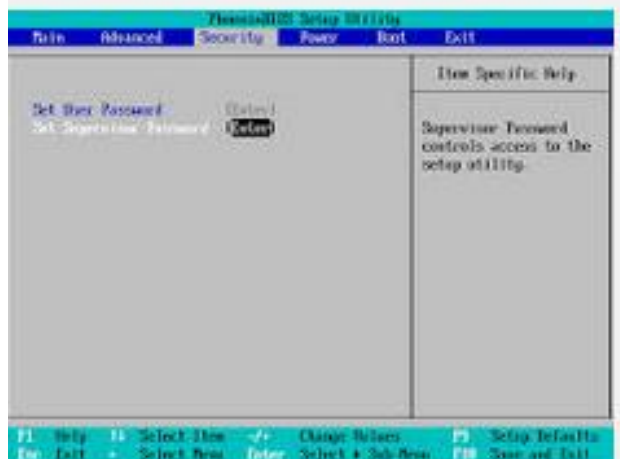 PhoenixBIOS Setup Utility
Main Advanced Security Power Boot Exit
Item Specific Help
Set User Password [Enter]
Set Supervisor Password [Enter]
Supervisor Password
controls access to the
setup utility.
F1 Help ↑↓ Select Item -/+ Change Values F9 Setup Defaults
Esc Exit Select Menu Enter Select ▸ Sub-Menu F10 Save and Exit